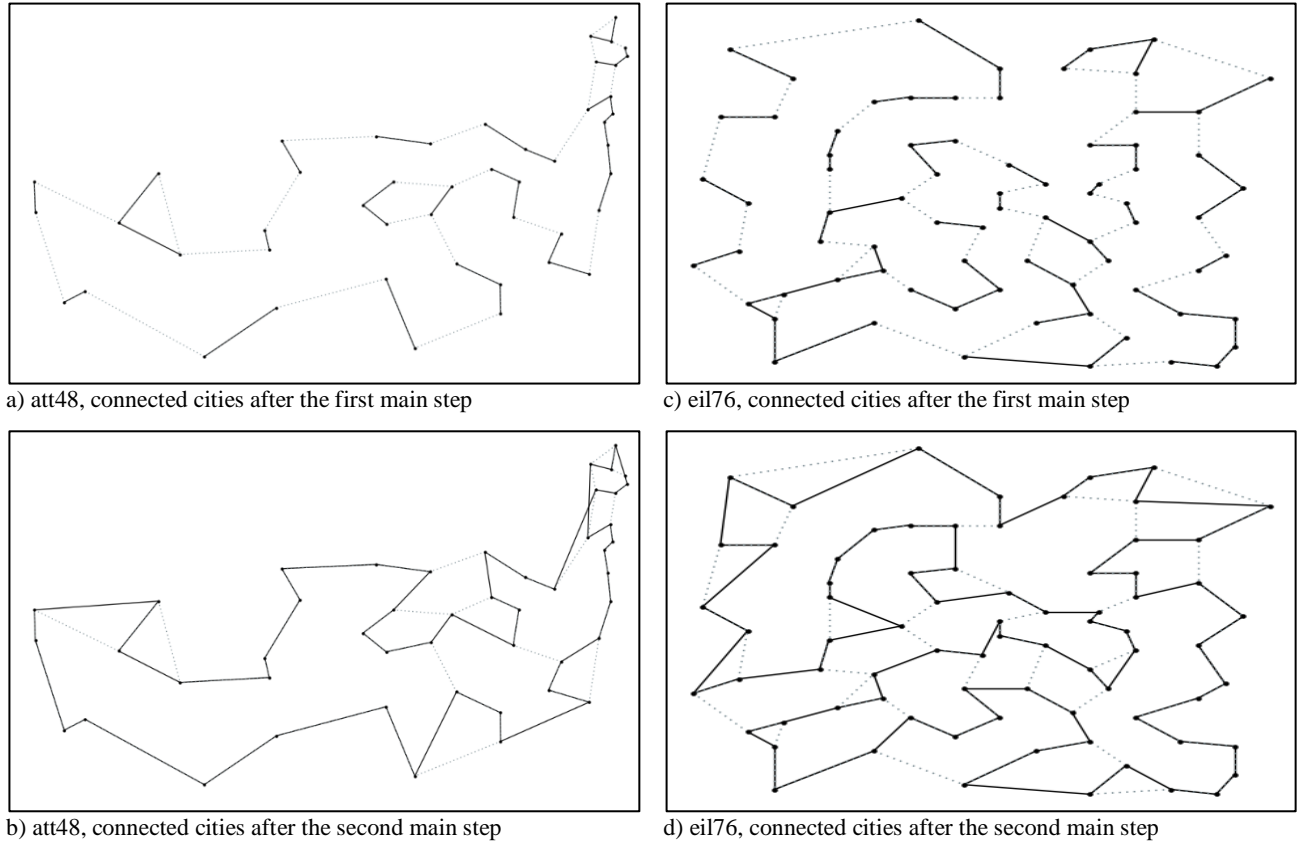 a) att48, connected cities after the first main step
c) eil76, connected cities after the first main step
b) att48, connected cities after the second main step
d) eil76, connected cities after the second main step